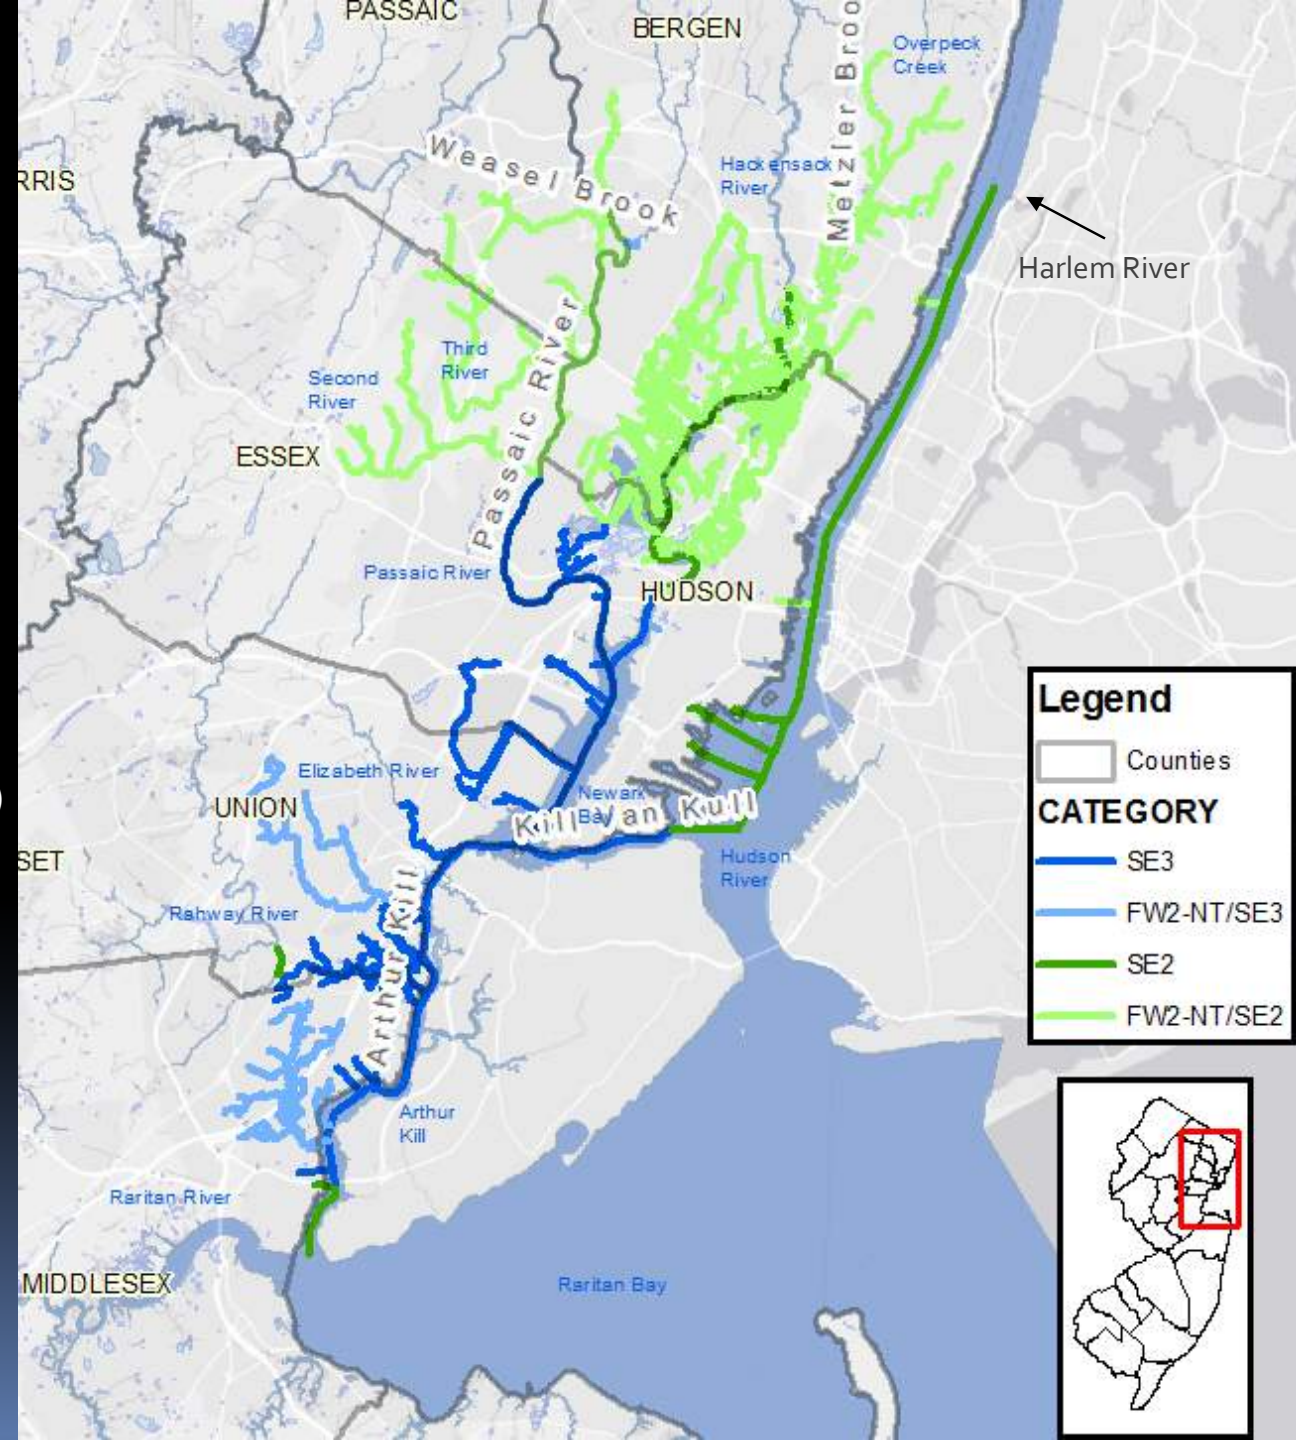 PASSAIC
BERGEN
Metzler Broo
Overpeck
Creek
Weasel Brook
Hackensack
River
RRIS
Harlem River
Passaic River
Third
River
Second
River
ESSEX
Passaic River
HUDSON
Legend
Counties
CATEGORY
SE3
FW2-NT/SE3
SE2
FW2-NT/SE2
Elizabeth River
UNION
Newark
Bay
Kill Van Kull
SET
Hudson
River
Rahway River
Arthur Kill
Arthur
Kill
Raritan River
MIDDLESEX
Raritan Bay
)